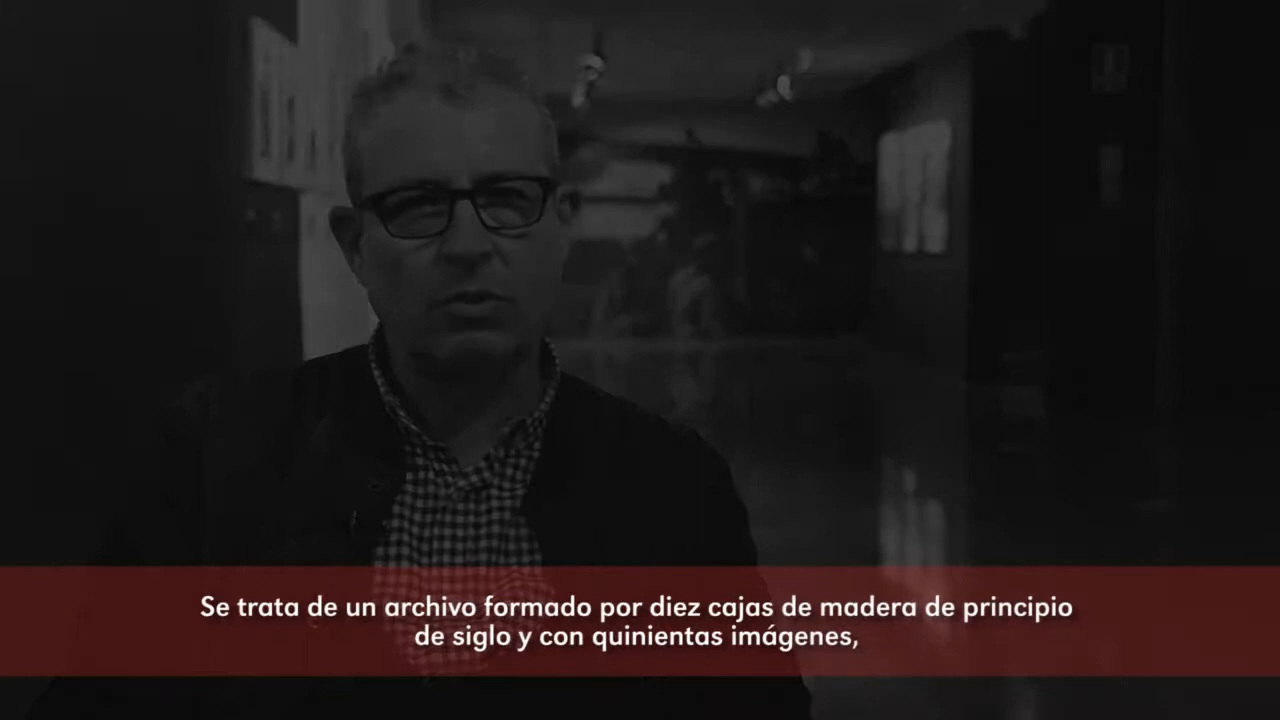 Se trata de un archivo formado por diez cajas de madera de principio
de siglo y con quinientas imágenes,